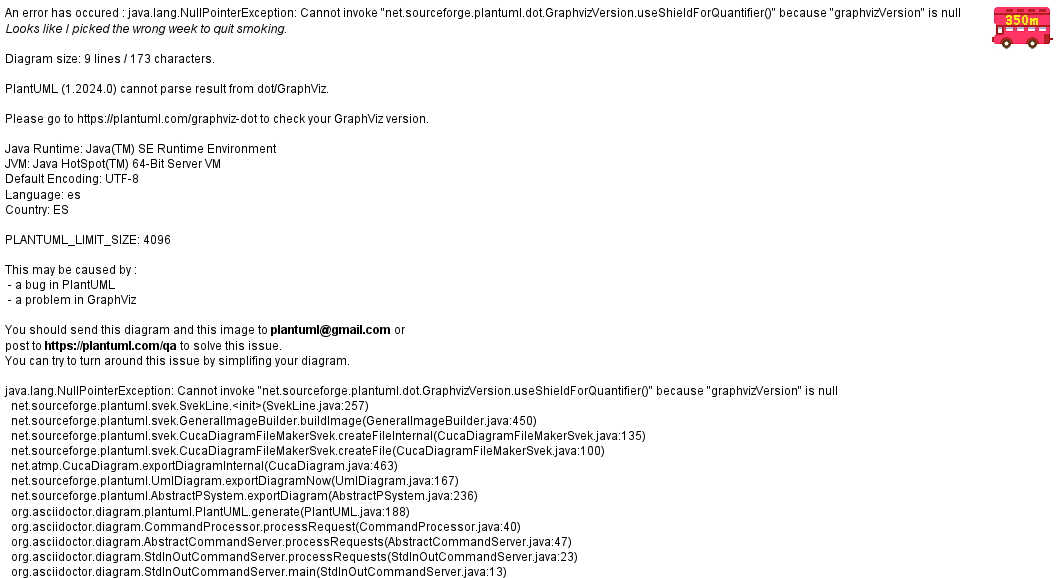 An error has occured : java.lang.NullPointerException: Cannot invoke "net.sourceforge.plantuml.dot.GraphvizVersion.useShieldForQuantifier()" because "graphvizVersion" is null
350m
Looks like I picked the wrong week to quit smoking.
Diagram size: 9 lines / 173 characters.
PlantUML (1.2024.0) cannot parse result from dot/GraphViz.
Please go to https://plantuml.com/graphviz-dot to check your GraphViz version.
Java Runtime: Java(TM) SE Runtime Environment
JVM: Java HotSpot(TM) 64-Bit Server VM
Default Encoding: UTF-8
Language: es
Country: ES
PLANTUML_LIMIT_SIZE: 4096
This may be caused by :
- a bug in PlantUML
- a problem in GraphViz
You should send this diagram and this image to plantuml@gmail.com or
post to https://plantuml.com/qa to solve this issue.
You can try to turn around this issue by simplifing your diagram.
java.lang.NullPointerException: Cannot invoke "net.sourceforge.plantuml.dot.GraphvizVersion.useShieldForQuantifier()" because "graphvizVersion" is null
net.sourceforge.plantuml.svek.SvekLine.<init>(SvekLine.java:257)
net.sourceforge.plantuml.svek.GeneralImageBuilder.buildImage(GeneralImageBuilder.java:450)
net.sourceforge.plantuml.svek.CucaDiagramFileMakerSvek.createFileInternal(CucaDiagramFileMakerSvek.java:135)
net.sourceforge.plantuml.svek.CucaDiagramFileMakerSvek.createFile(CucaDiagramFileMakerSvek.java:100)
net.atmp.CucaDiagram.exportDiagramInternal(CucaDiagram.java:463)
net.sourceforge.plantuml.UmlDiagram.exportDiagramNow(UmlDiagram.java:167)
net.sourceforge.plantuml.AbstractPSystem.exportDiagram(AbstractPSystem.java:236)
org.asciidoctor.diagram.plantuml.PlantUML.generate(PlantUML.java:188)
org.asciidoctor.diagram.CommandProcessor.processRequest(CommandProcessor.java:40)
org.asciidoctor.diagram.AbstractCommandServer.processRequests(AbstractCommandServer.java:47)
org.asciidoctor.diagram.StdInOutCommandServer.processRequests(StdInOutCommandServer.java:23)
org.asciidoctor.diagram.StdInOutCommandServer.main(StdInOutCommandServer.java:13)